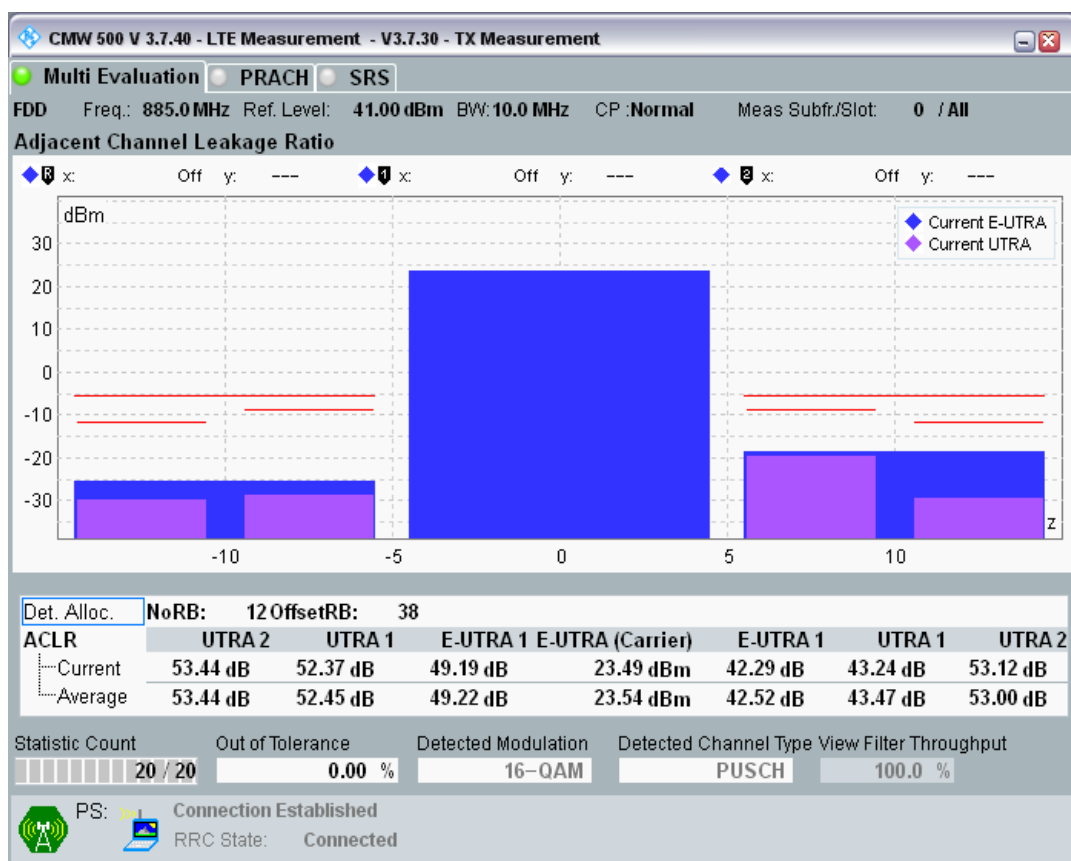 CMW 500 V 3.7.40 - LTE Measurement - V3.7.30 - TX Measurement
Multi Evaluation PRACH SRS
FDD Freq.: 885.0 MHz Ref. Level: 41.00 dBm BW: 10.0 MHz CP :Normal Meas Subfr./Slot: 0 / All
Adjacent Channel Leakage Ratio
R x: Off y: --- 1 x: Off y: --- 2 x: Off y: ---
dBm
Current E-UTRA
Current UTRA
30
20
10
0
-10
-20
-30
z
-10 -5 0 5 10
Det. Alloc. NoRB: 12 OffsetRB: 38
ACLR UTRA 2 UTRA 1 E-UTRA 1 E-UTRA (Carrier) E-UTRA 1 UTRA 1 UTRA 2
Current 53.44 dB 52.37 dB 49.19 dB 23.49 dBm 42.29 dB 43.24 dB 53.12 dB
Average 53.44 dB 52.45 dB 49.22 dB 23.54 dBm 42.52 dB 43.47 dB 53.00 dB
Statistic Count Out of Tolerance Detected Modulation Detected Channel Type View Filter Throughput
20 / 20 0.00 % 16-QAM PUSCH 100.0 %
PS: Connection Established
RRC State: Connected